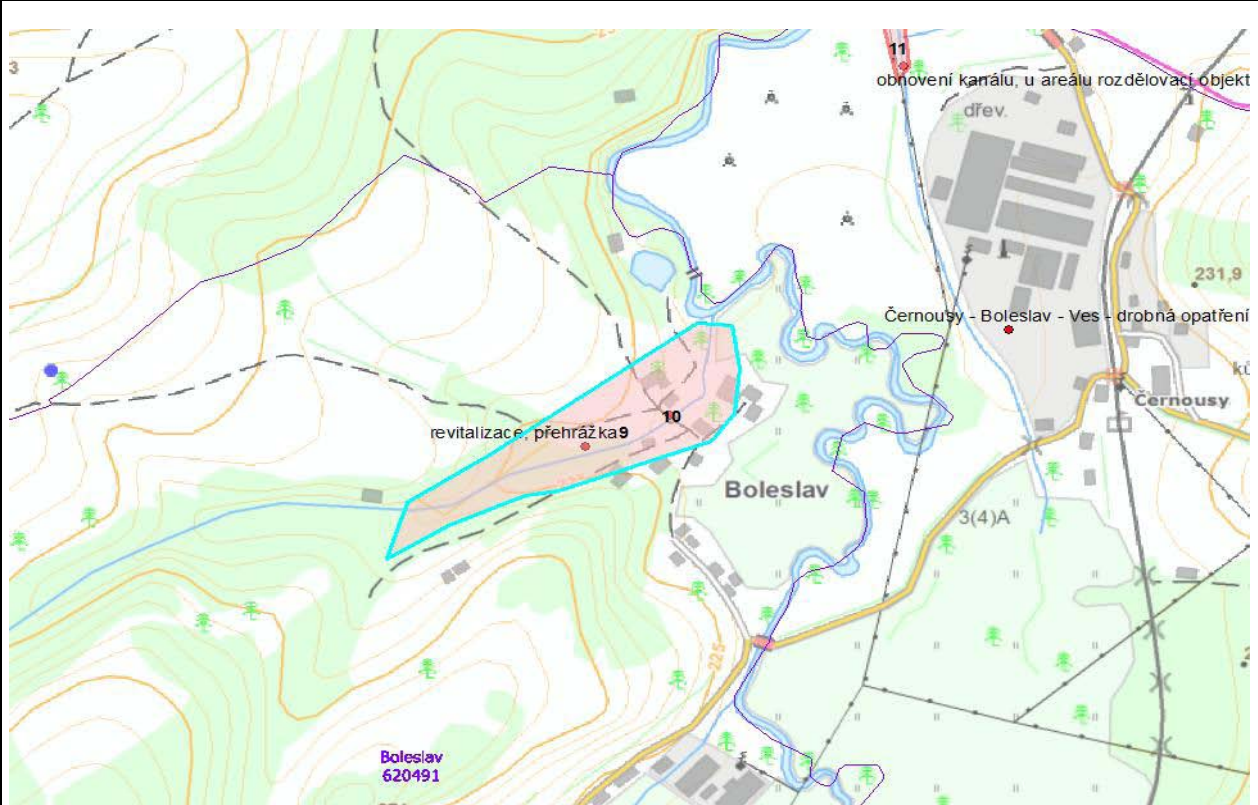 11
obnovení kanálu, u areálu rozdělovací objekt
3
dřev.
231,9
Černousy - Boleslav - Ves - drobná opatření
Černousy
10
revitalizace, přehrážka9
Boleslav
3(4)A
225
Boleslav
620491